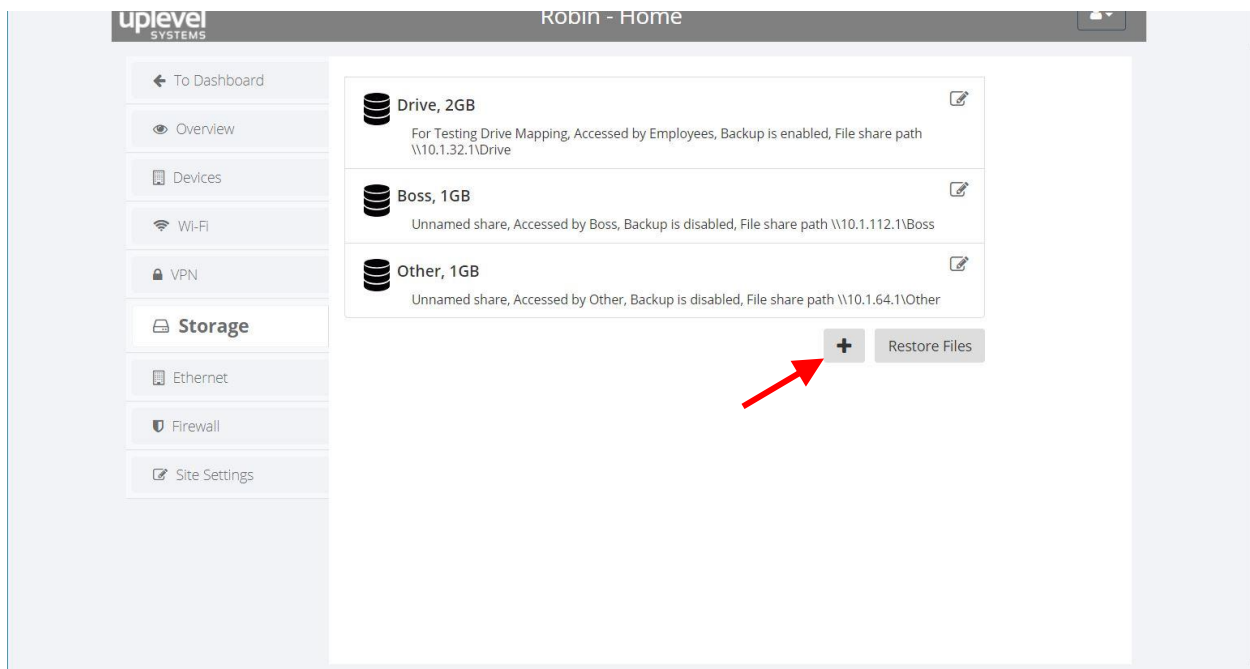 uplevel
SYSTEMS
Robin - Home
To Dashboard
Overview
Devices
Wi-Fi
VPN
Storage
Ethernet
Firewall
Site Settings
Drive, 2GB
For Testing Drive Mapping, Accessed by Employees, Backup is enabled, File share path
\\10.1.32.1\Drive
Boss, 1GB
Unnamed share, Accessed by Boss, Backup is disabled, File share path \\10.1.112.1\Boss
Other, 1GB
Unnamed share, Accessed by Other, Backup is disabled, File share path \\10.1.64.1\Other
Restore Files